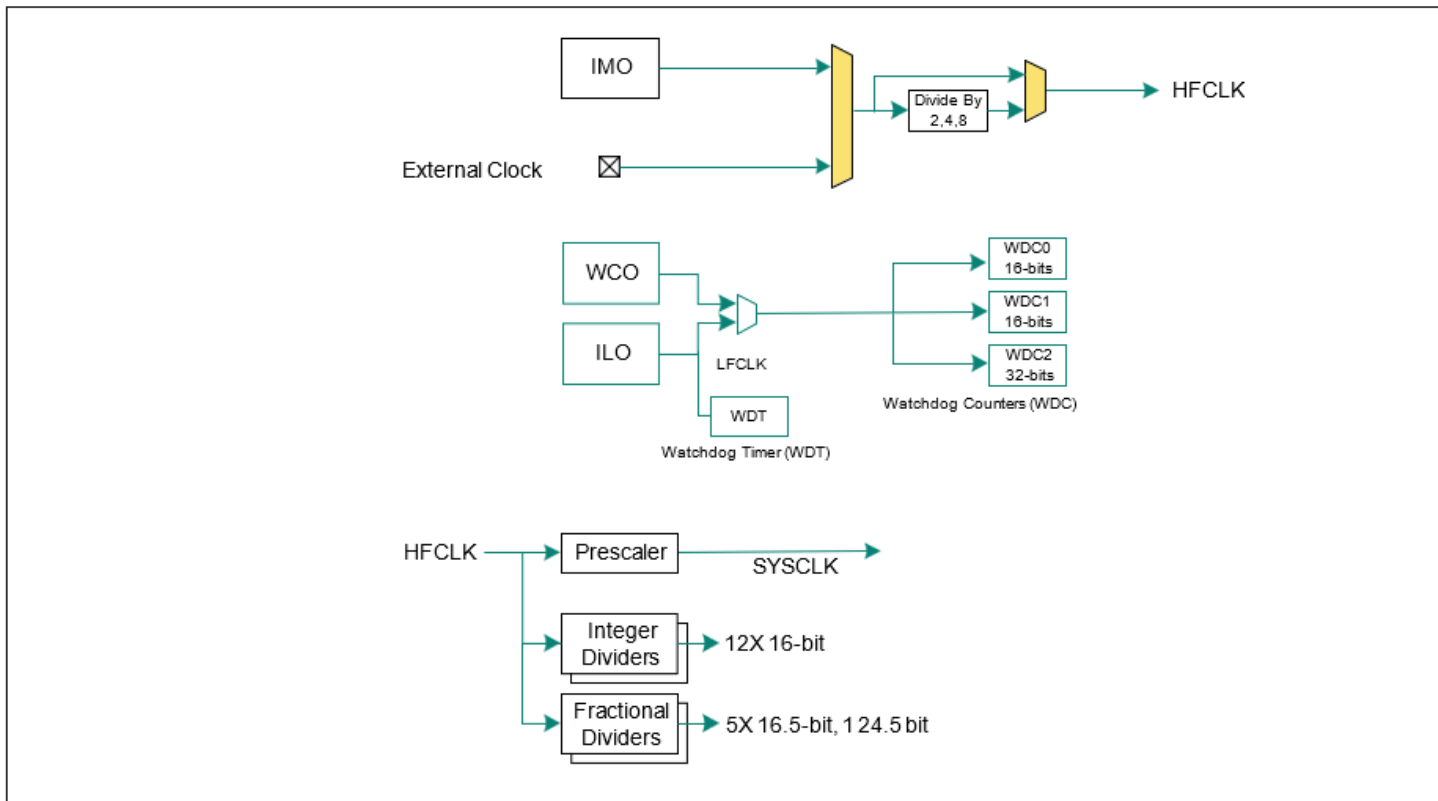 IMO
Divide By
2,4,8
HFCLK
External Clock
WCO
WDC0
16-bits
WDC1
16-bits
ILO
LFCLK
WDC2
32-bits
WDT
Watchdog Counters (WDC)
Watchdog Timer (WDT)
HFCLK
Prescaler
SYSCLK
Integer
Dividers
12X 16-bit
Fractional
Dividers
5X 16.5-bit, 1 24.5 bit